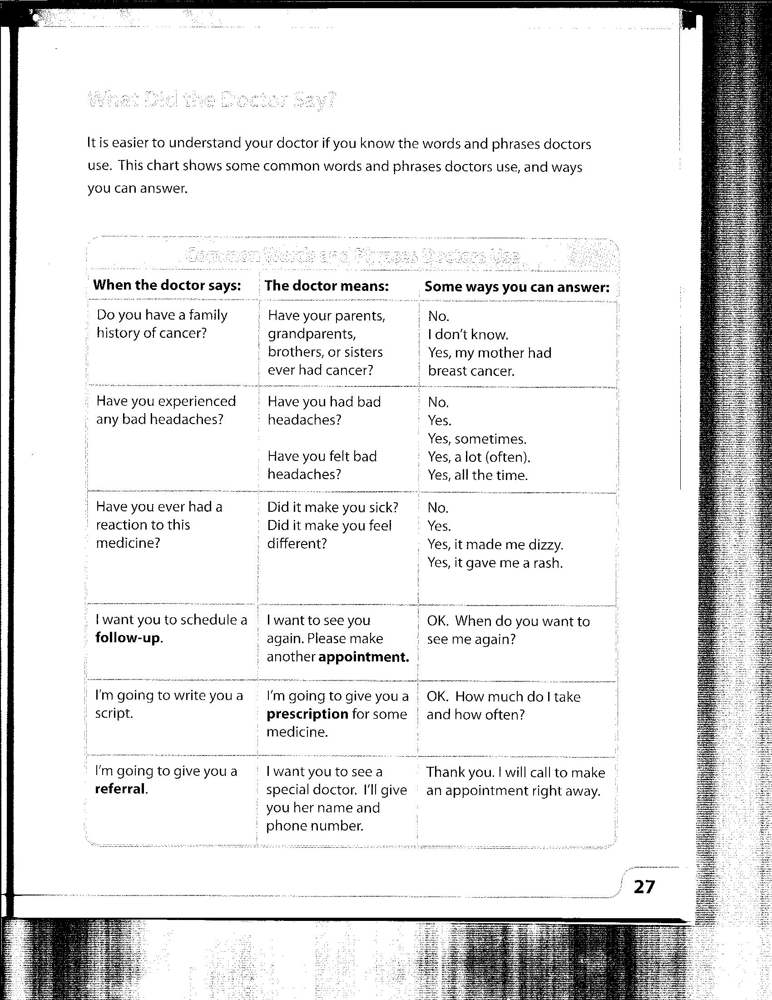 What Did the Doctor Say?
It is easier to understand your doctor if you know the words and phrases doctors
use. This chart shows some common words and phrases doctors use, and ways
you can answer.
Common Words and Phrases Doctors Use
When the doctor says:
The doctor means:
Some ways you can answer:
Do you have a family
history of cancer?
Have your parents,
grandparents,
brothers, or sisters
ever had cancer?
No.
I don't know.
Yes, my mother had
breast cancer.
Have you experienced
any bad headaches?
Have you had bad
headaches?
Have you felt bad
headaches?
No.
Yes.
Yes, sometimes.
Yes, a lot (often).
Yes, all the time.
Have you ever had a
reaction to this
medicine?
Did it make you sick?
Did it make you feel
different?
No.
Yes.
Yes, it made me dizzy.
Yes, it gave me a rash.
I want you to schedule a
follow-up.
I want to see you
again. Please make
another appointment.
OK. When do you want to
see me again?
I'm going to write you a
script.
I'm going to give you a
prescription for some
medicine.
OK. How much do I take
and how often?
I'm going to give you a
referral.
I want you to see a
special doctor. I'll give
you her name and
phone number.
Thank you. I will call to make
an appointment right away.
27